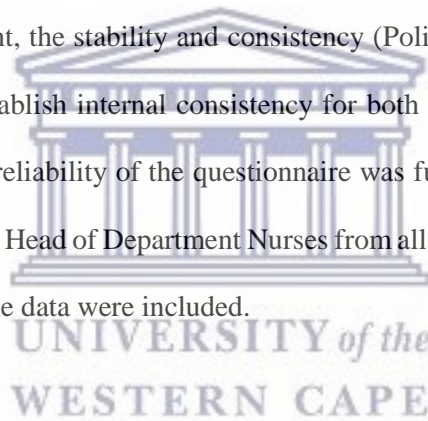 nt, the stability and consistency (Poli
ablish internal consistency for both
reliability of the questionnaire was fu
Head of Department Nurses from all
e data were included.
UNIVERSITY of the
WESTERN CAPE